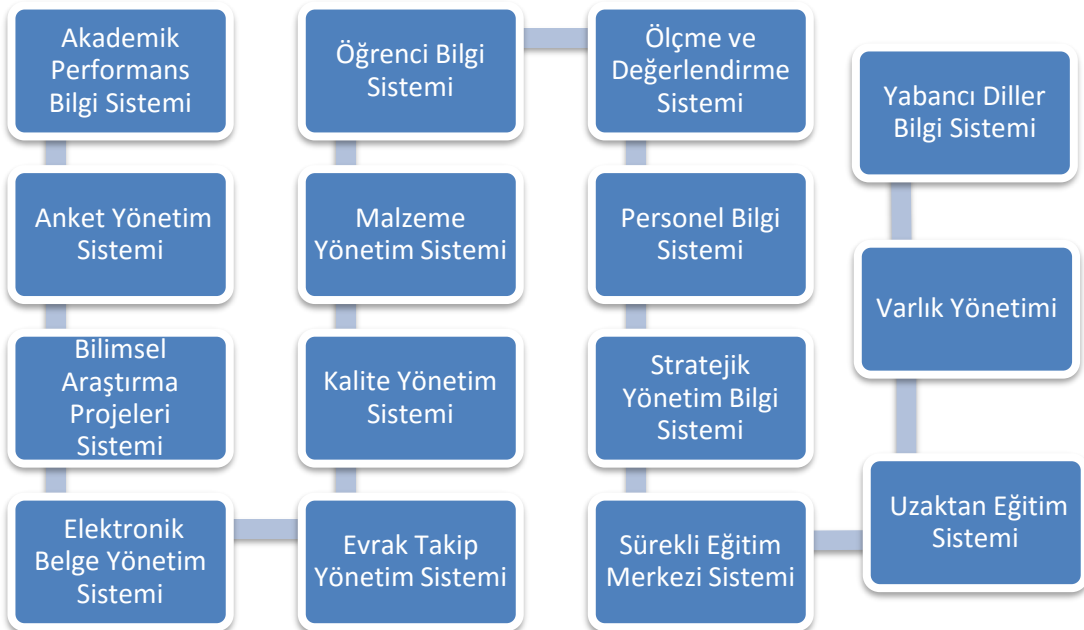 Akademik
Performans
Bilgi Sistemi
Anket Yönetim
Sistemi
Bilimsel
Araştırma
Projeleri
Sistemi
Elektronik
Belge Yönetim
Sistemi
Evrak Takip
Yönetim Sistemi
Kalite Yönetim
Sistemi
Malzeme
Yönetim Sistemi
Öğrenci Bilgi
Sistemi
Ölçme ve
Değerlendirme
Sistemi
Personel Bilgi
Sistemi
Stratejik
Yönetim Bilgi
Sistemi
Sürekli Eğitim
Merkezi Sistemi
Uzaktan Eğitim
Sistemi
Varlık Yönetimi
Yabancı Diller
Bilgi Sistemi